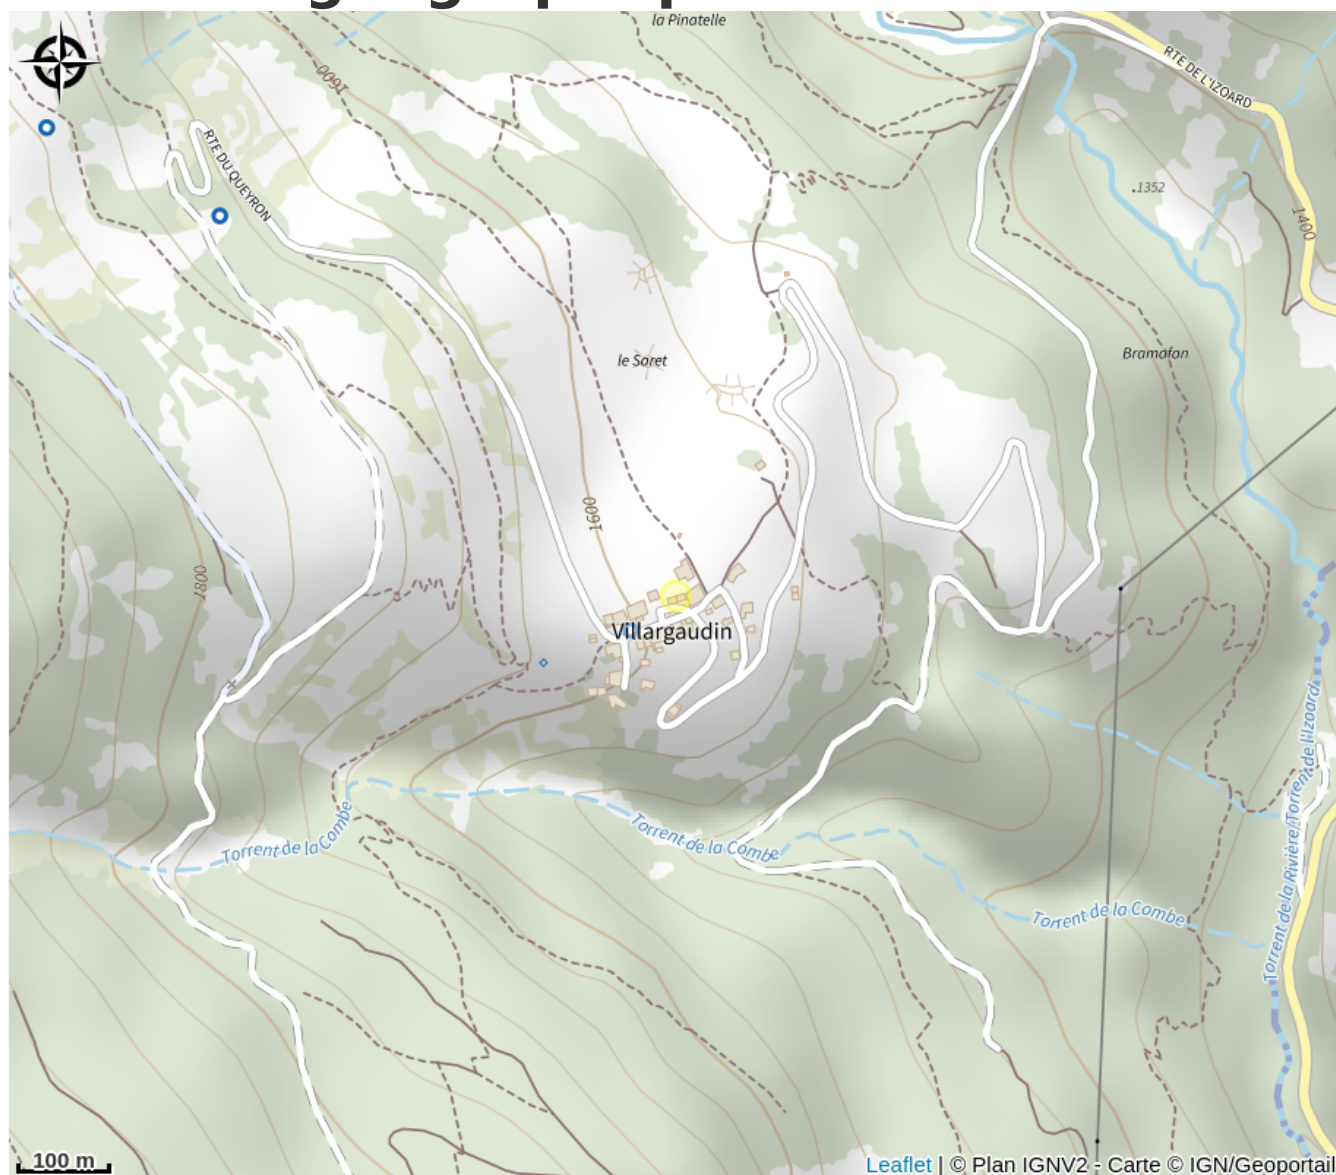 la Pinatelle
RTE DE L'IZOARD
1600
RTE DU QUEYRON
.1352
1400
Bramafan
le Saret
1600
1800
Villargaudin
Torrent de la Combe
Torrent de la Combe
Torrent de la Combe
Torrent de la Rivière/Torrent de l'Izoard
100 m
Leaflet | © Plan IGNV2 - Carte © IGN/Geoportail